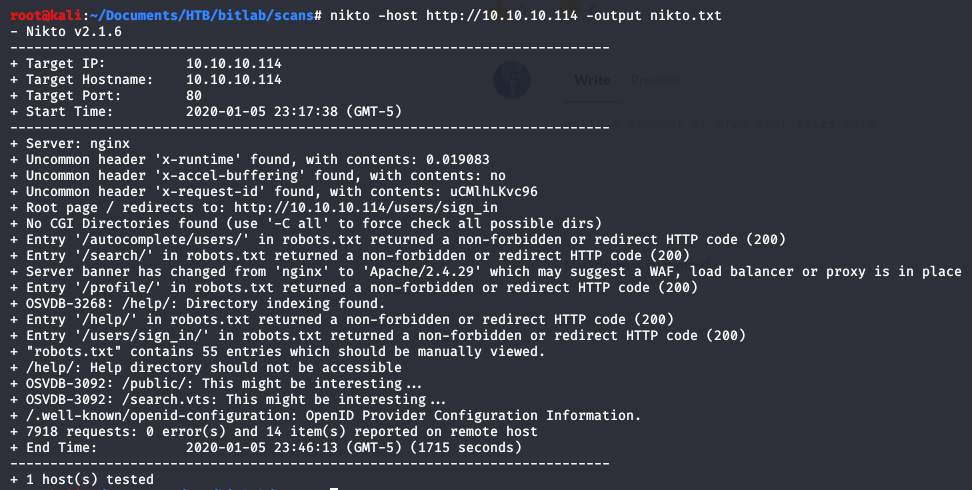 root@kali:~/Documents/HTB/bitlab/scans# nikto -host http://10.10.10.114 -output nikto.txt
- Nikto v2.1.6
---------------------------------------------------------------------------
+ Target IP:          10.10.10.114
+ Target Hostname:    10.10.10.114
+ Target Port:        80
+ Start Time:         2020-01-05 23:17:38 (GMT-5)
---------------------------------------------------------------------------
+ Server: nginx
+ Uncommon header 'x-runtime' found, with contents: 0.019083
+ Uncommon header 'x-accel-buffering' found, with contents: no
+ Uncommon header 'x-request-id' found, with contents: uCMlhLKvc96
+ Root page / redirects to: http://10.10.10.114/users/sign_in
+ No CGI Directories found (use '-C all' to force check all possible dirs)
+ Entry '/autocomplete/users/' in robots.txt returned a non-forbidden or redirect HTTP code (200)
+ Entry '/search/' in robots.txt returned a non-forbidden or redirect HTTP code (200)
+ Server banner has changed from 'nginx' to 'Apache/2.4.29' which may suggest a WAF, load balancer or proxy is in place
+ Entry '/profile/' in robots.txt returned a non-forbidden or redirect HTTP code (200)
+ OSVDB-3268: /help/: Directory indexing found.
+ Entry '/help/' in robots.txt returned a non-forbidden or redirect HTTP code (200)
+ Entry '/users/sign_in/' in robots.txt returned a non-forbidden or redirect HTTP code (200)
+ "robots.txt" contains 55 entries which should be manually viewed.
+ /help/: Help directory should not be accessible
+ OSVDB-3092: /public/: This might be interesting...
+ OSVDB-3092: /search.vts: This might be interesting...
+ /.well-known/openid-configuration: OpenID Provider Configuration Information.
+ 7918 requests: 0 error(s) and 14 item(s) reported on remote host
+ End Time:           2020-01-05 23:46:13 (GMT-5) (1715 seconds)
---------------------------------------------------------------------------
+ 1 host(s) tested
Write Preview